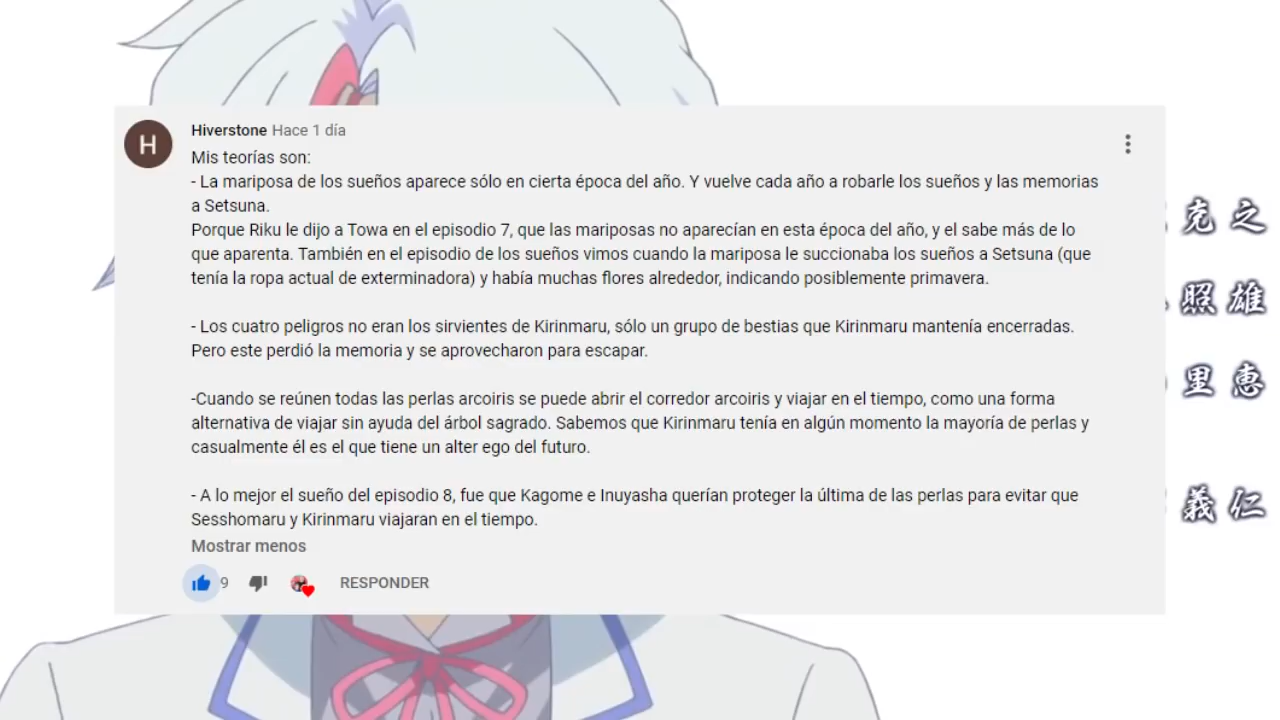 Hiverstone Hace 1 día
Mis teorías son:
- La mariposa de los sueños aparece sólo en cierta época del año. Y vuelve cada año a robarle los sueños y las memorias
a Setsuna.
Porque Riku le dijo a Towa en el episodio 7, que las mariposas no aparecían en esta época del año, y el sabe más de lo
que aparenta. También en el episodio de los sueños vimos cuando la mariposa le succionaba los sueños a Setsuna (que
tenía la ropa actual de exterminadora) y había muchas flores alrededor, indicando posiblemente primavera.
- Los cuatro peligros no eran los sirvientes de Kirinmaru, sólo un grupo de bestias que Kirinmaru mantenía encerradas.
Pero este perdió la memoria y se aprovecharon para escapar.
-Cuando se reúnen todas las perlas arcoiris se puede abrir el corredor arcoiris y viajar en el tiempo, como una forma
alternativa de viajar sin ayuda del árbol sagrado. Sabemos que Kirinmaru tenía en algún momento la mayoría de perlas y
casualmente él es el que tiene un alter ego del futuro.
- A lo mejor el sueño del episodio 8, fue que Kagome e Inuyasha querían proteger la última de las perlas para evitar que
Sesshomaru y Kirinmaru viajaran en el tiempo.
Mostrar menos
9 RESPONDER
H
克之
照雄
里恵
義仁